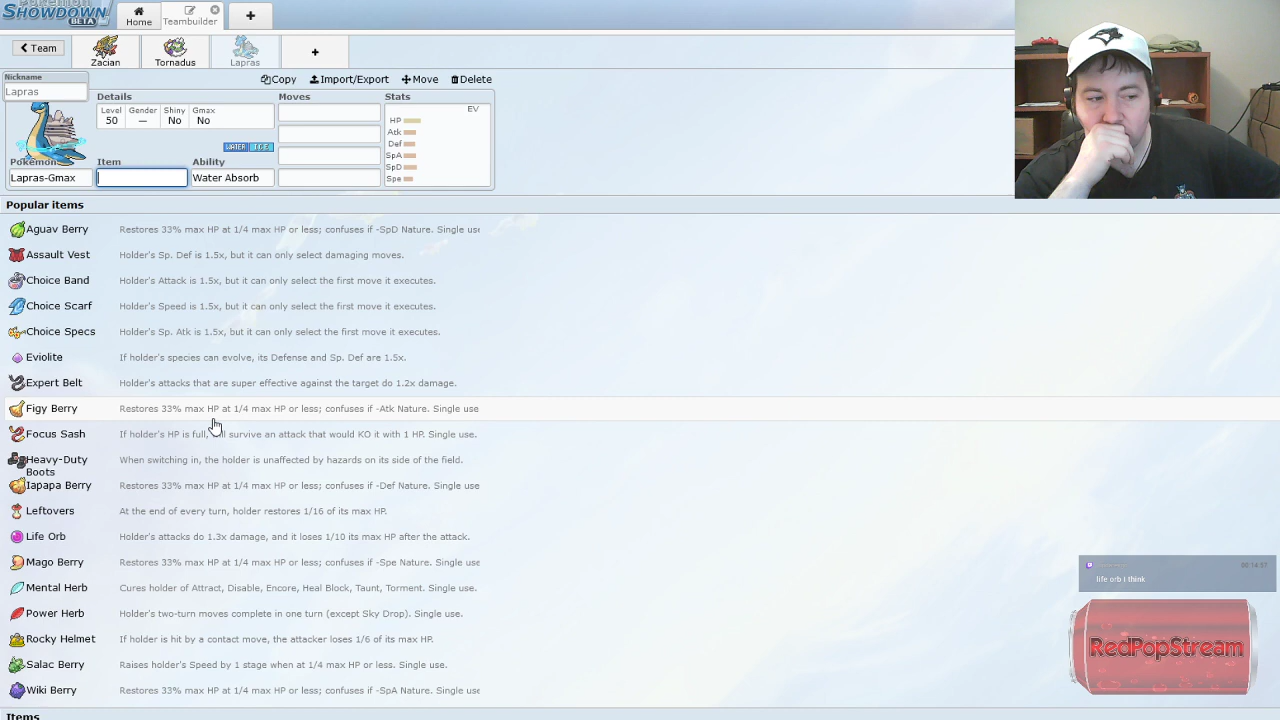 Pokémon
SHOWDOWN
BETA
Home
Teambuilder
+
< Team
Zacian
Tornadus
Lapras
+
Copy Import/Export Move Delete
Nickname
Lapras
Details
Level
50
Gender
—
Shiny
No
Gmax
No
WATER ICE
Pokémon
Lapras-Gmax
Item
Ability
Water Absorb
Moves
Stats
EV
HP
Atk
Def
SpA
SpD
Spe
Popular items
Aguav Berry Restores 33% max HP at 1/4 max HP or less; confuses if -SpD Nature. Single use
Assault Vest Holder's Sp. Def is 1.5x, but it can only select damaging moves.
Choice Band Holder's Attack is 1.5x, but it can only select the first move it executes.
Choice Scarf Holder's Speed is 1.5x, but it can only select the first move it executes.
Choice Specs Holder's Sp. Atk is 1.5x, but it can only select the first move it executes.
Eviolite If holder's species can evolve, its Defense and Sp. Def are 1.5x.
Expert Belt Holder's attacks that are super effective against the target do 1.2x damage.
Figy Berry Restores 33% max HP at 1/4 max HP or less; confuses if -Atk Nature. Single use
Focus Sash If holder's HP is full, will survive an attack that would KO it with 1 HP. Single use.
Heavy-Duty Boots When switching in, the holder is unaffected by hazards on its side of the field.
Iapapa Berry Restores 33% max HP at 1/4 max HP or less; confuses if -Def Nature. Single use
Leftovers At the end of every turn, holder restores 1/16 of its max HP.
Life Orb Holder's attacks do 1.3x damage, and it loses 1/10 its max HP after the attack.
Mago Berry Restores 33% max HP at 1/4 max HP or less; confuses if -Spe Nature. Single use
Mental Herb Cures holder of Attract, Disable, Encore, Heal Block, Taunt, Torment. Single use.
Power Herb Holder's two-turn moves complete in one turn (except Sky Drop). Single use.
Rocky Helmet If holder is hit by a contact move, the attacker loses 1/6 of its max HP.
Salac Berry Raises holder's Speed by 1 stage when at 1/4 max HP or less. Single use.
Wiki Berry Restores 33% max HP at 1/4 max HP or less; confuses if -SpA Nature. Single use
Items
00:14:57
life orb I think
RedPopStream